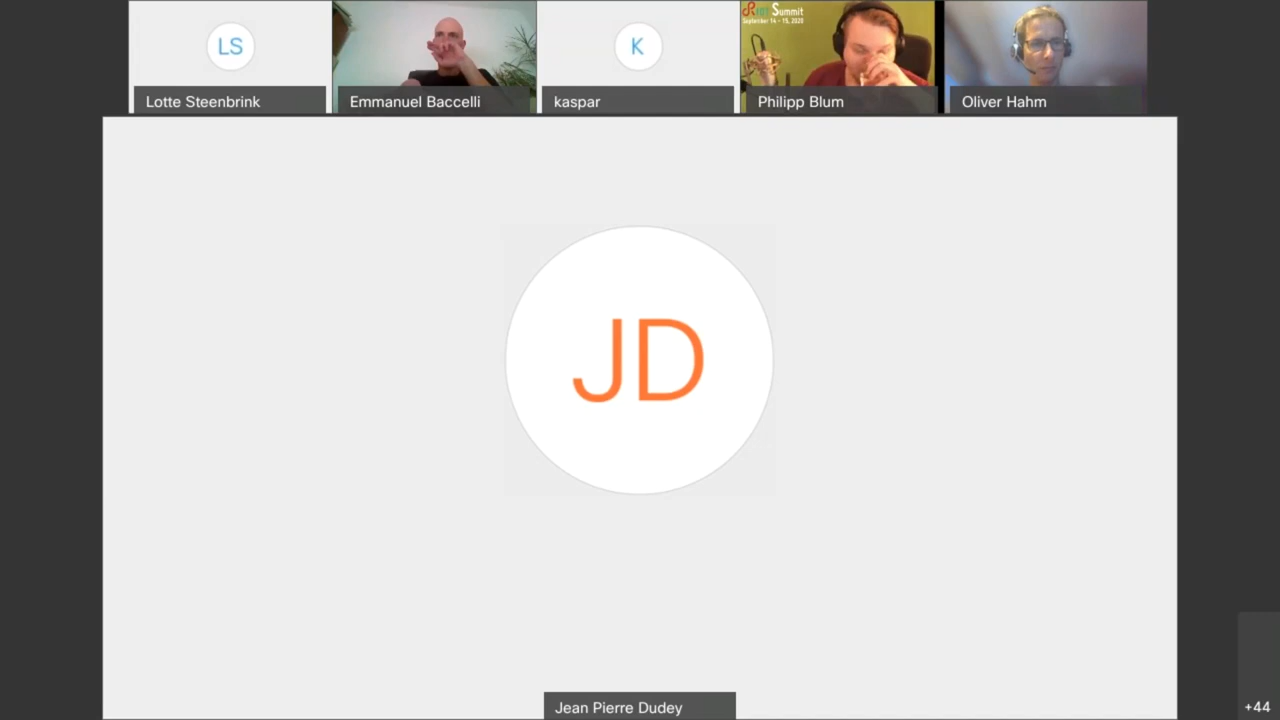 RIOT Summit
September 14 - 15, 2020
LS
K
Lotte Steenbrink
Emmanuel Baccelli
kaspar
Philipp Blum
Oliver Hahm
JD
Jean Pierre Dudey
+44